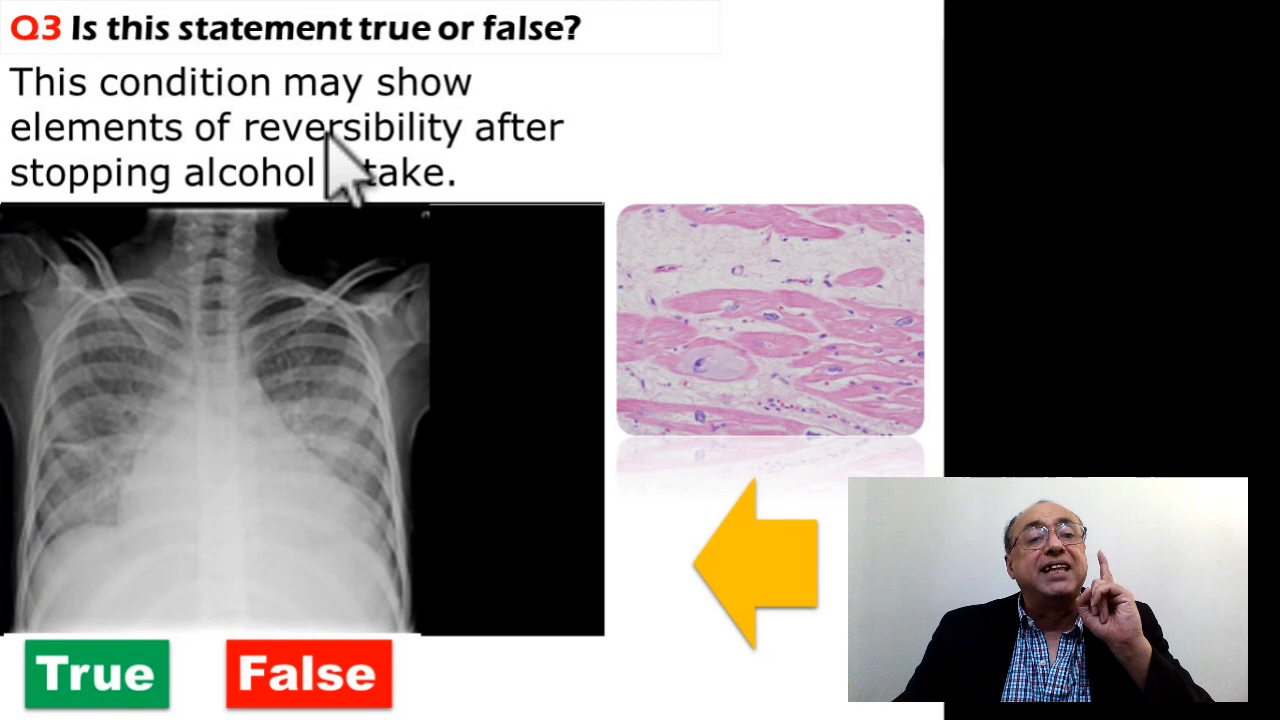 Q3 Is this statement true or false?
This condition may show
elements of reversibility after
stopping alcohol take.
True
False